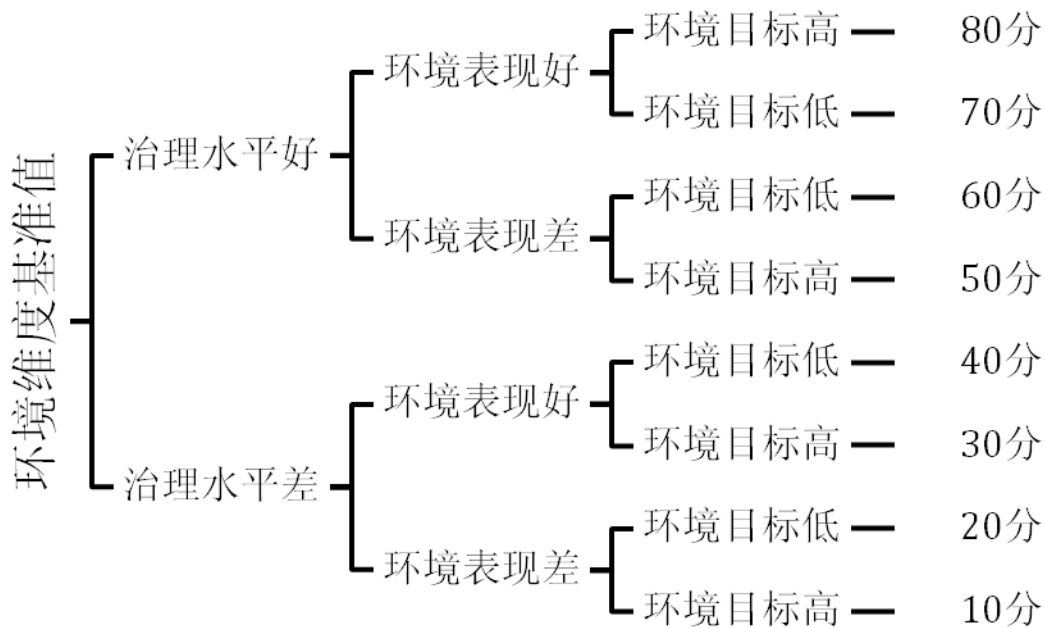 环境维度基准值
治理水平好
环境表现好
环境目标高 80分
环境目标低 70分
环境表现差
环境目标低 60分
环境目标高 50分
治理水平差
环境表现好
环境目标低 40分
环境目标高 30分
环境表现差
环境目标低 20分
环境目标高 10分